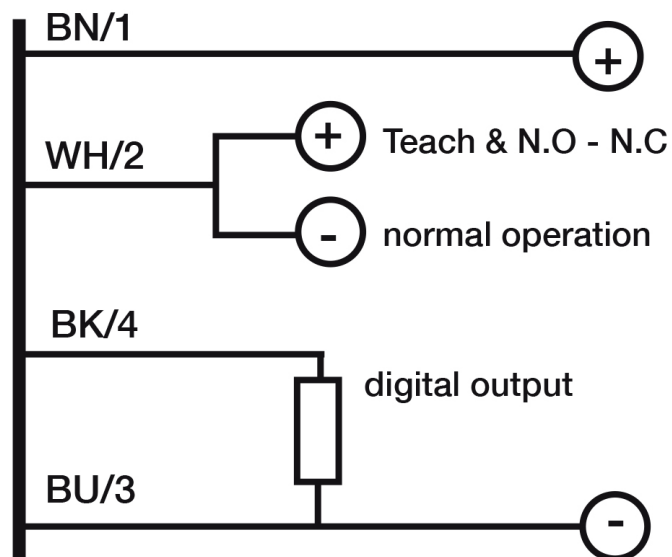 BN/1
+
WH/2
+ Teach & N.O - N.C
- normal operation
BK/4
digital output
BU/3
-